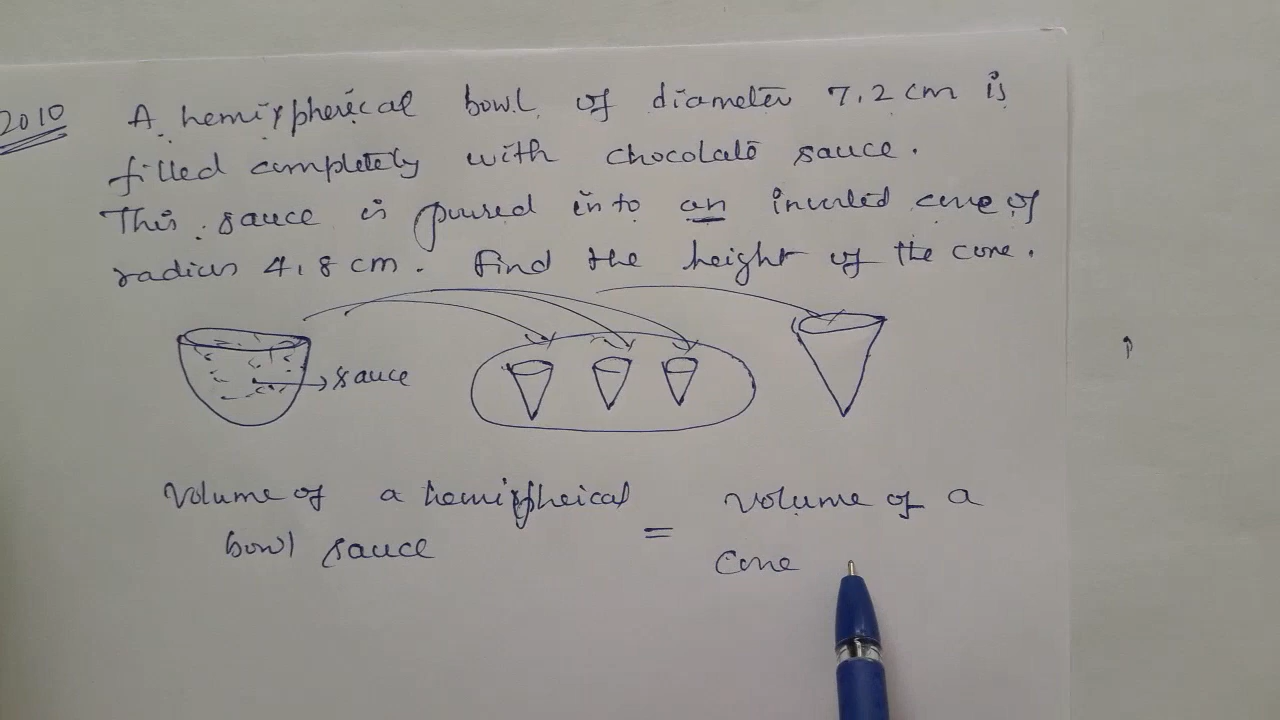 2010
A hemispherical bowl of diameter 7.2 cm is
filled completely with chocolate sauce.
This sauce is poured into an inverted cone of
radius 4.8 cm. Find the height of the cone.
sauce
Volume of a hemispheical = volume of a
bowl sauce cone